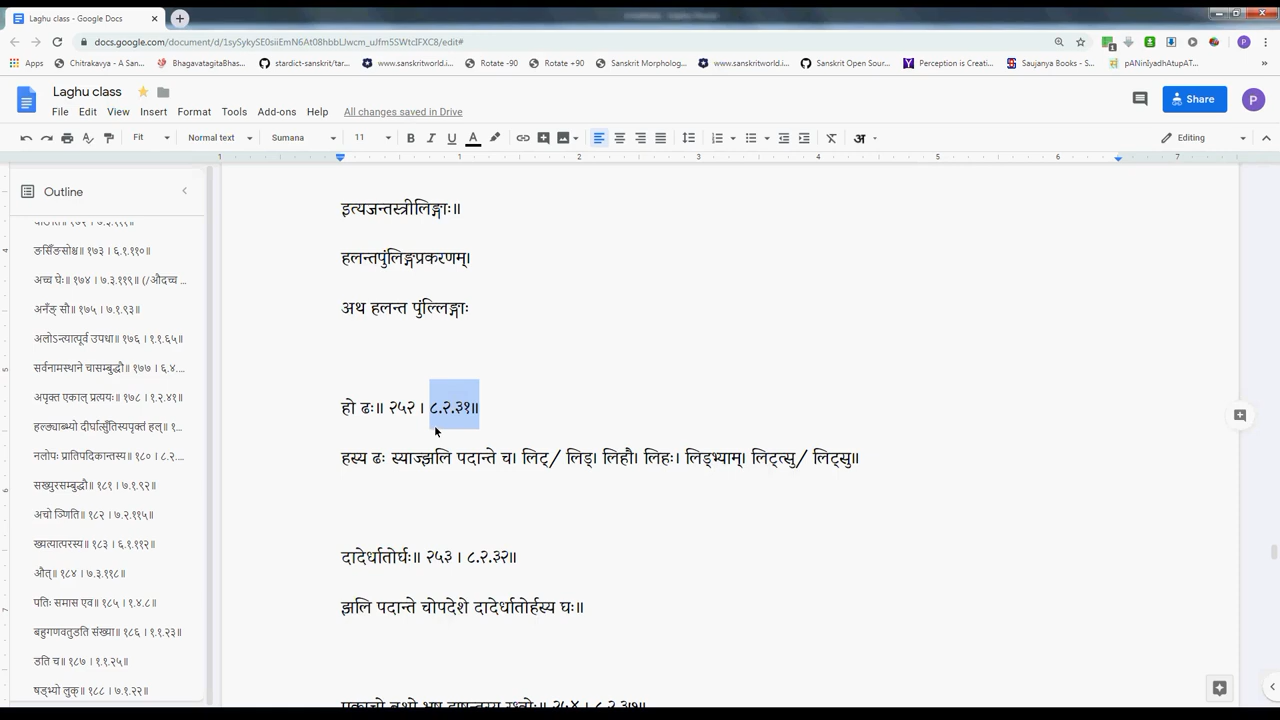 Laghu class - Google Docs
docs.google.com/document/d/1sySykySE0siiEmN6At08hbbLJwcm_uJfm5SWtcIFXC8/edit#
Apps Chitrakavya - A San... BhagavatagitaBhas... stardict-sanskrit/tar... www.sanskritworld.i... Rotate -90 Rotate +90 Sanskrit Morpholog... www.sanskritworld.i... Sanskrit Open Sour... Perception is Creati... Saujanya Books - S... pANinIyadhAtupAT...
Laghu class
File Edit View Insert Format Tools Add-ons Help All changes saved in Drive
Share
P
Fit Normal text Sumana 11 B I U A अ Editing
Outline
ङसिँङसोश्च॥ १७३ । ६.१.११०॥
अच्च घेः॥ १७४ । ७.३.११९॥ (/औदच्च ...
अनँङ् सौ॥ १७५ । ७.१.९३॥
अलोऽन्त्यात्पूर्व उपधा॥ १७६ । १.१.६५॥
सर्वनामस्थाने चासम्बुद्धौ॥ १७७ । ६.४....
अपृक्त एकाल् प्रत्ययः॥ १७८ । १.२.४१॥
हल्ङ्याब्भ्यो दीर्घात्सुँतिस्यपृक्तं हल्॥ १...
नलोपः प्रातिपदिकान्तस्य॥ १८० । ८.२...
सख्युरसम्बुद्धौ॥ १८१ । ७.१.९२॥
अचो ञ्णिति॥ १८२ । ७.२.११५॥
ख्यत्यात्परस्य॥ १८३ । ६.१.११२॥
औत्॥ १८४ । ७.३.११८॥
पतिः समास एव॥ १८५ । १.४.८॥
बहुगणवतुडति संख्या॥ १८६ । १.१.२३॥
डति च॥ १८७ । १.१.२५॥
षड्भ्यो लुक्॥ १८८ । ७.१.२२॥
इत्यजन्तस्त्रीलिङ्गाः॥
हलन्तपुंलिङ्गप्रकरणम्।
अथ हलन्त पुंल्लिङ्गाः
हो ढः॥ २५२ । ८.२.३१॥
हस्य ढः स्याज्झलि पदान्ते च। लिट्/ लिड्। लिहौ। लिहः। लिड्भ्याम्। लिट्त्सु/ लिट्सु॥
दादेर्धातोर्घः॥ २५३ । ८.२.३२॥
झलि पदान्ते चोपदेशे दादेर्धातोर्हस्य घः॥